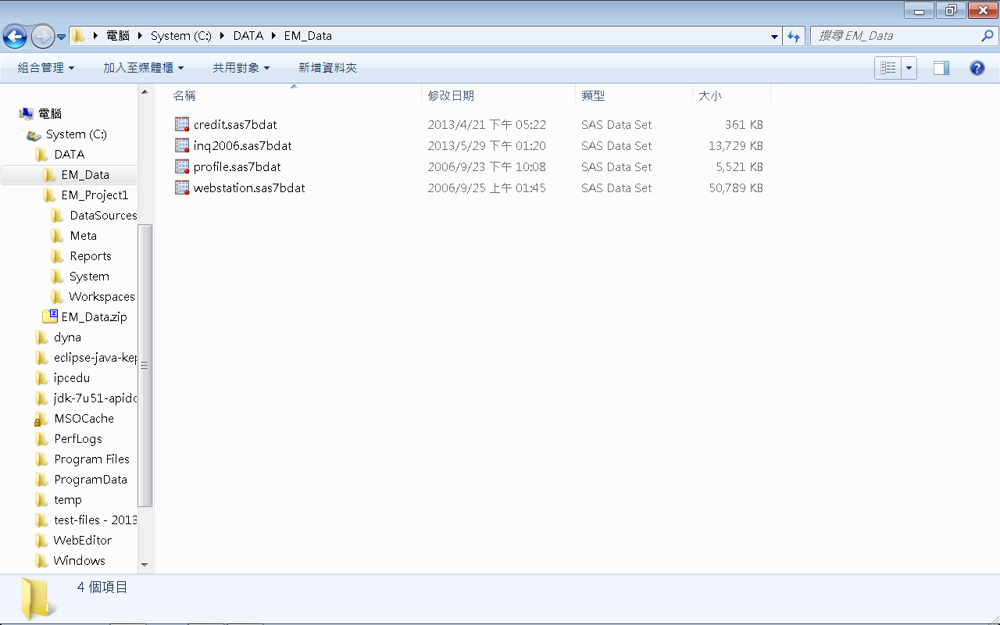 電腦 System (C:) DATA EM_Data 搜尋 EM_Data
組合管理 加入至媒體櫃 共用對象 新增資料夾
名稱 修改日期 類型 大小
電腦
System (C:)
DATA
EM_Data
EM_Project1
DataSources
Meta
Reports
System
Workspaces
EM_Data.zip
dyna
eclipse-java-kep
ipcedu
jdk-7u51-apido
MSOCache
PerfLogs
Program Files
ProgramData
temp
test-files - 2013
WebEditor
Windows
credit.sas7bdat 2013/4/21 下午 05:22 SAS Data Set 361 KB
inq2006.sas7bdat 2013/5/29 下午 01:20 SAS Data Set 13,729 KB
profile.sas7bdat 2006/9/23 下午 10:08 SAS Data Set 5,521 KB
webstation.sas7bdat 2006/9/25 上午 01:45 SAS Data Set 50,789 KB
4 個項目